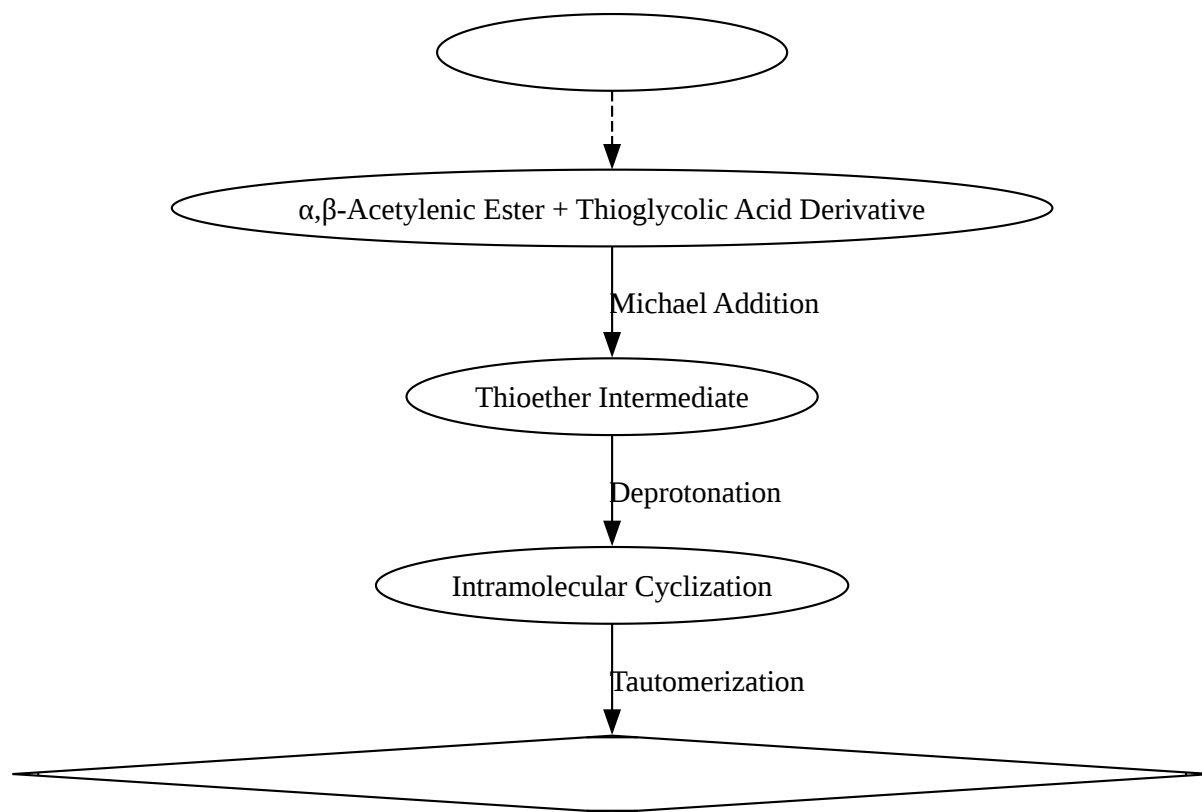 α,β-Acetylenic Ester + Thioglycolic Acid Derivative
Michael Addition
Thioether Intermediate
Deprotonation
Intramolecular Cyclization
Tautomerization